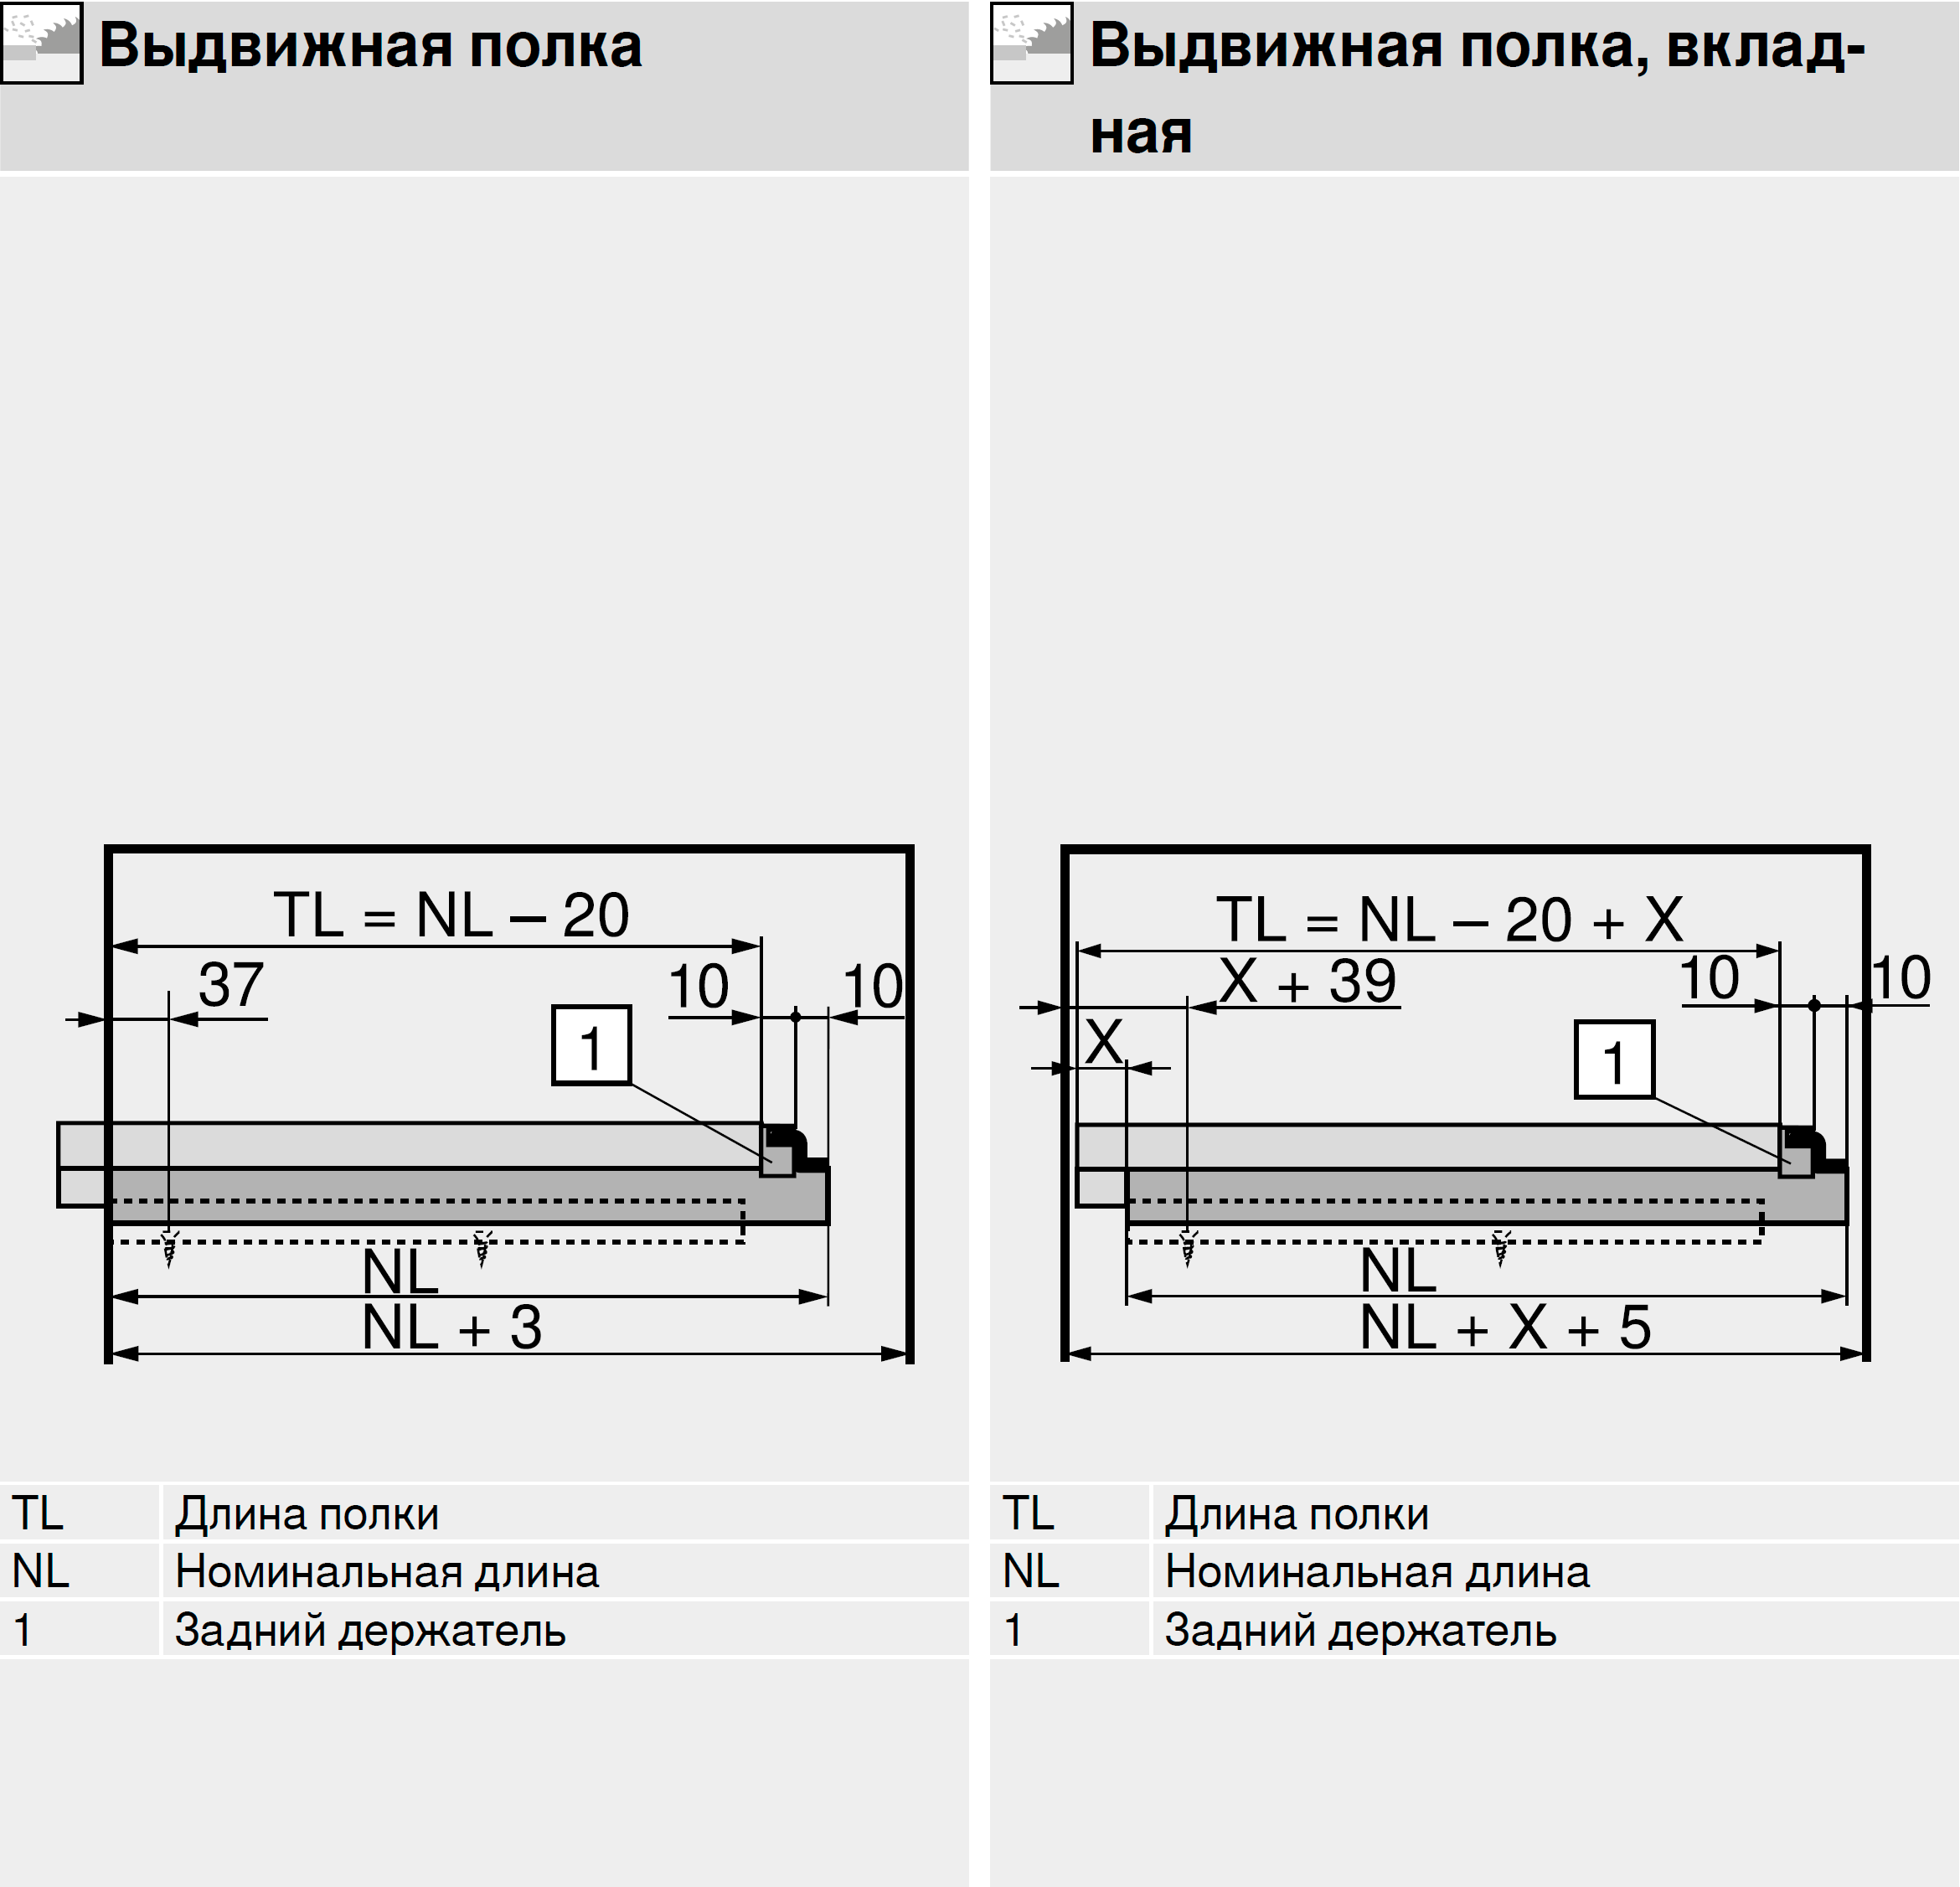 Выдвижная полка
TL = NL – 20
37
10
10
1
NL
NL + 3
TL Длина полки
NL Номинальная длина
1 Задний держатель
Выдвижная полка, вклад-
ная
TL = NL – 20 + X
X + 39
10
10
X
1
NL
NL + X + 5
TL Длина полки
NL Номинальная длина
1 Задний держатель